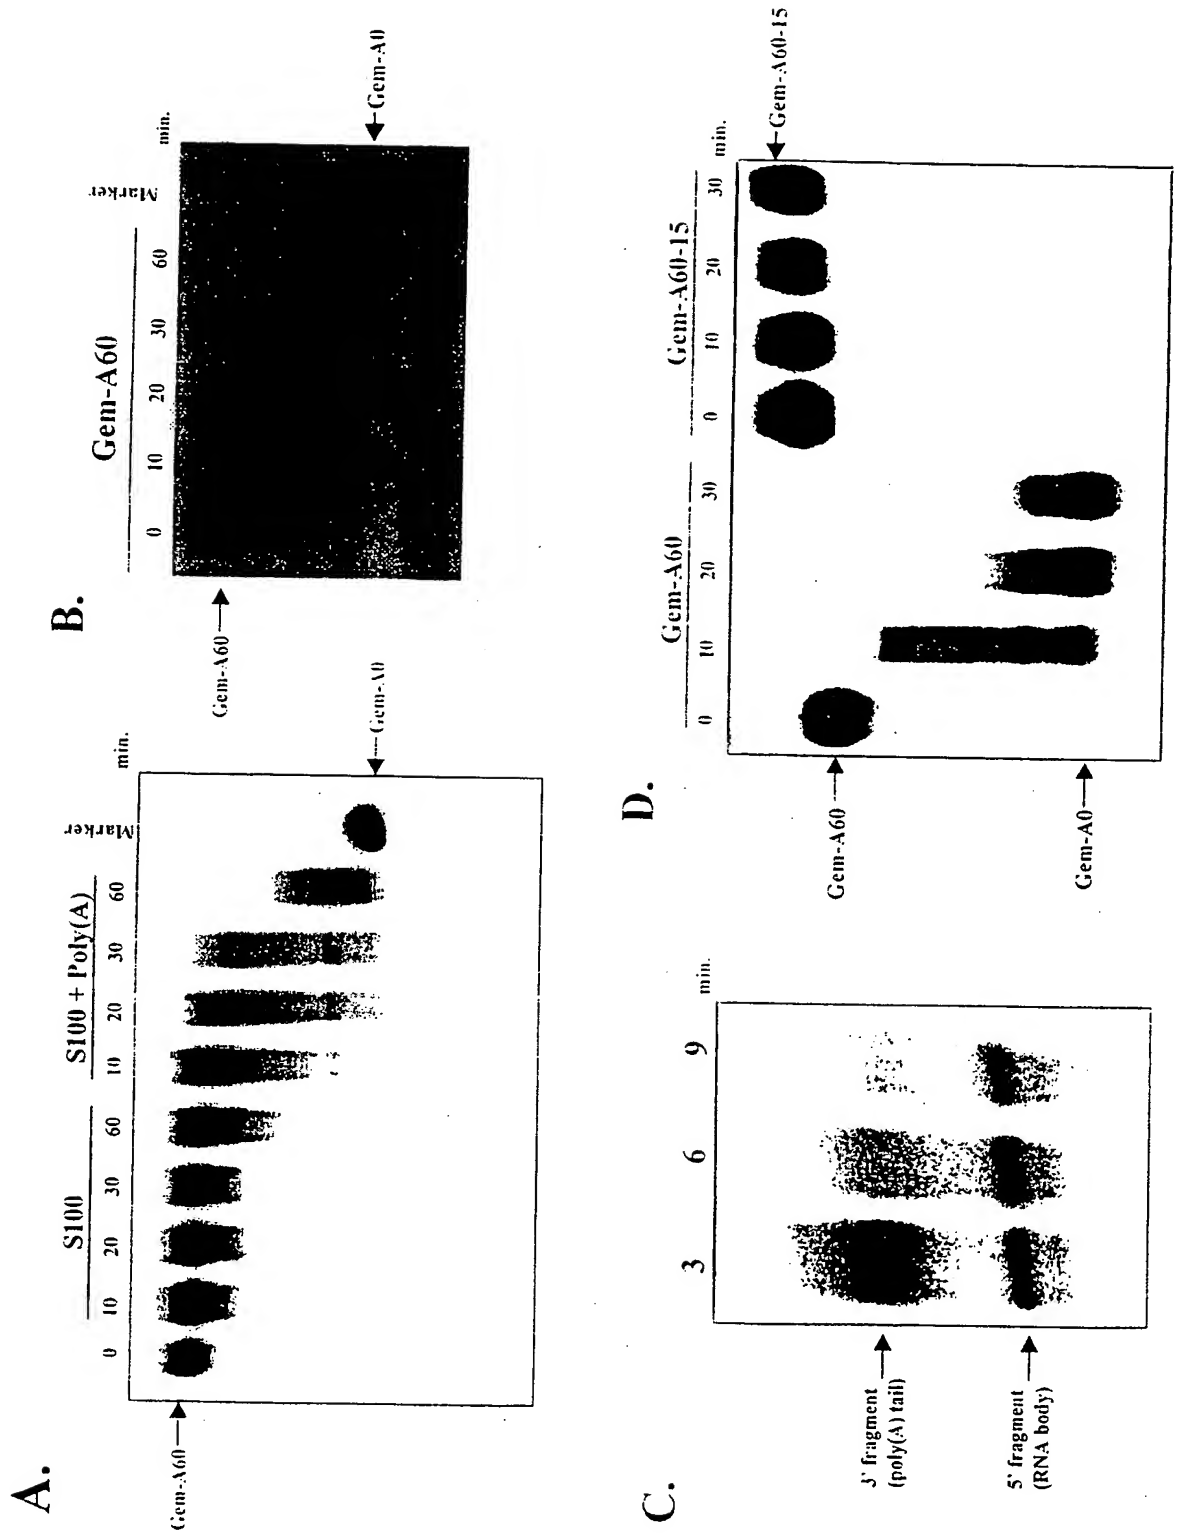 A.
S100
S100 + Poly(A)
0
10
20
30
60
10
20
30
60
Marker
min.
Gem-A60
Gem-A0
B.
Gem-A60
0
10
20
30
60
Marker
min.
Gem-A60
Gem-A0
C.
3
6
9
min.
3' fragment
(poly(A) tail)
5' fragment
(RNA body)
D.
Gem-A60
Gem-A60-15
0
10
20
30
0
10
20
30
min.
Gem-A60
Gem-A60-15
Gem-A0